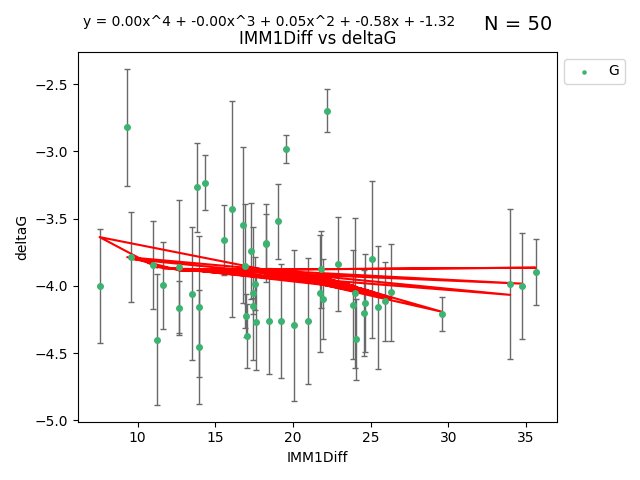 y = 0.00x^4 + -0.00x^3 + 0.05x^2 + -0.58x + -1.32
N = 50
IMM1Diff vs deltaG
G
−2.5
−3.0
−3.5
−4.0
−4.5
−5.0
deltaG
10 15 20 25 30 35
IMM1Diff